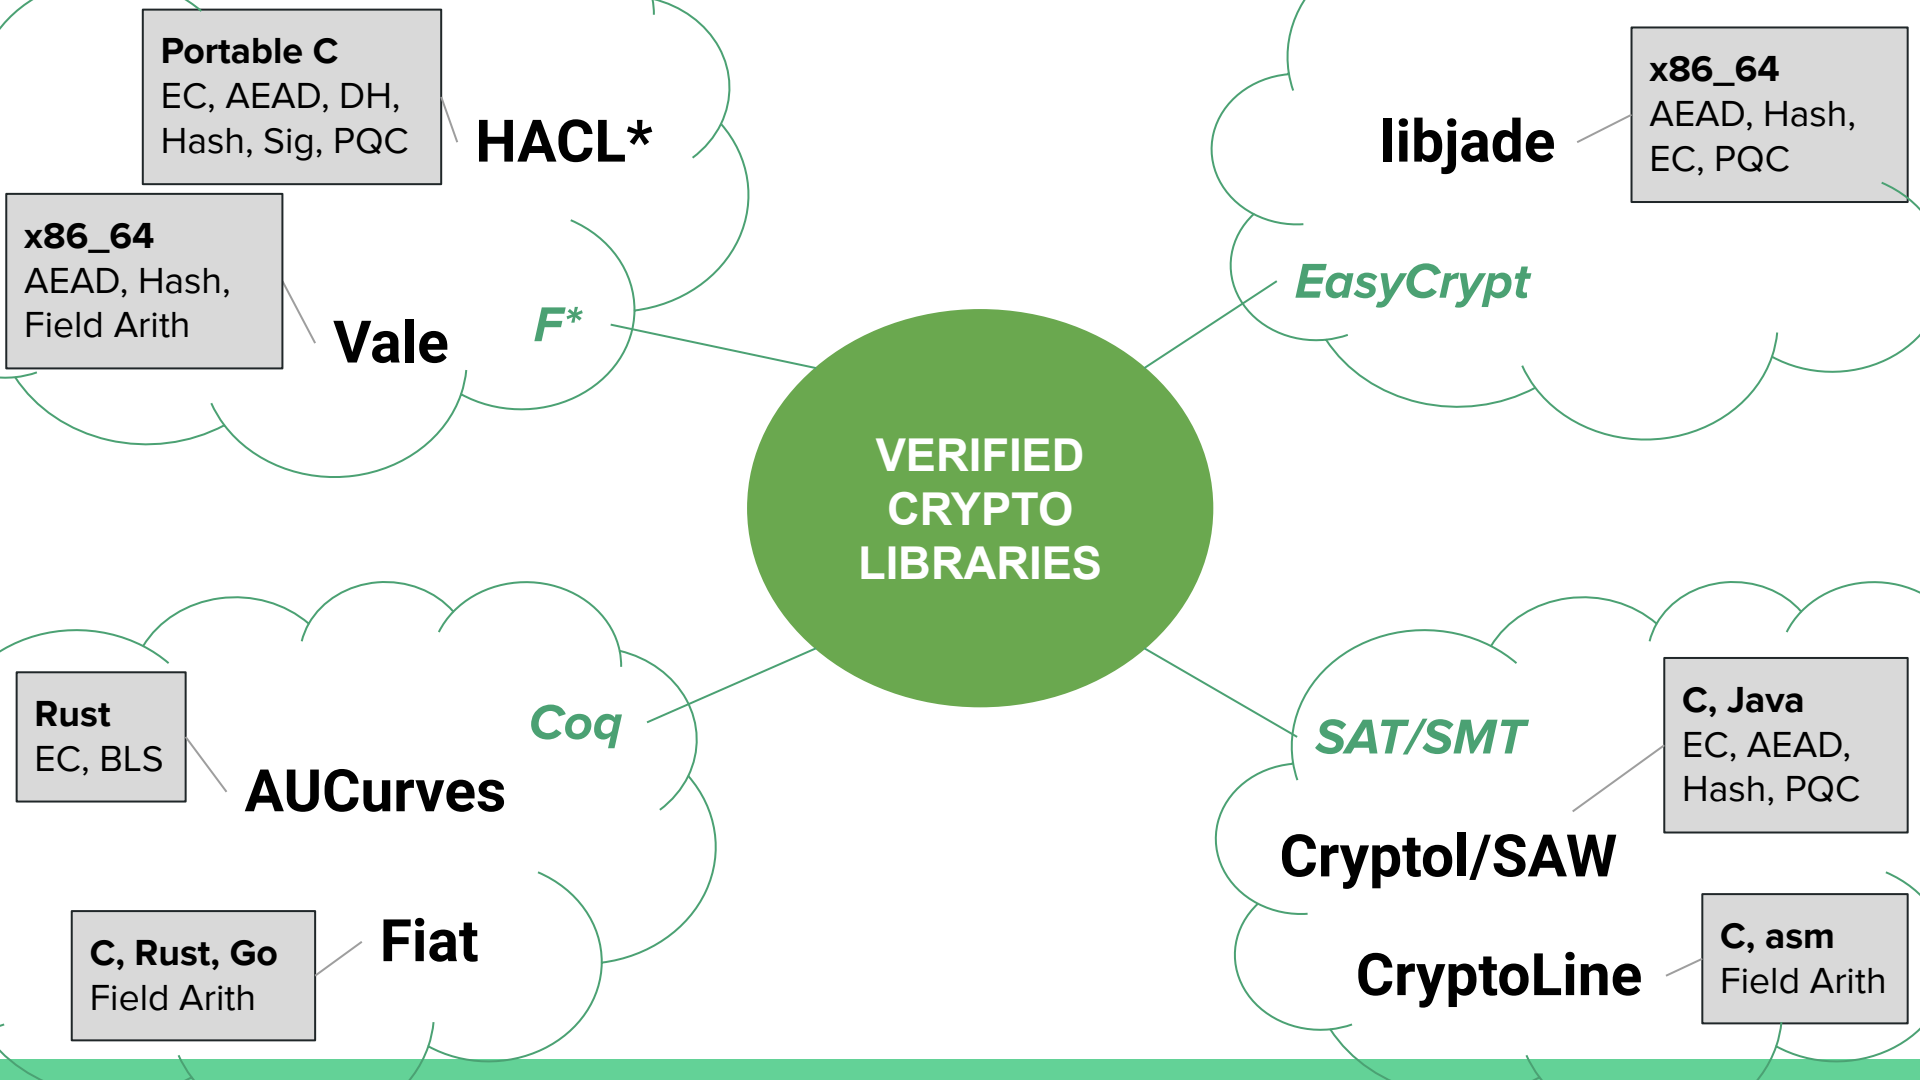 Portable C
EC, AEAD, DH,
Hash, Sig, PQC
HACL*
x86_64
AEAD, Hash,
Field Arith
Vale
F*
libjade
x86_64
AEAD, Hash,
EC, PQC
EasyCrypt
VERIFIED
CRYPTO
LIBRARIES
Rust
EC, BLS
Coq
AUCurves
C, Rust, Go
Field Arith
Fiat
SAT/SMT
C, Java
EC, AEAD,
Hash, PQC
Cryptol/SAW
CryptoLine
C, asm
Field Arith